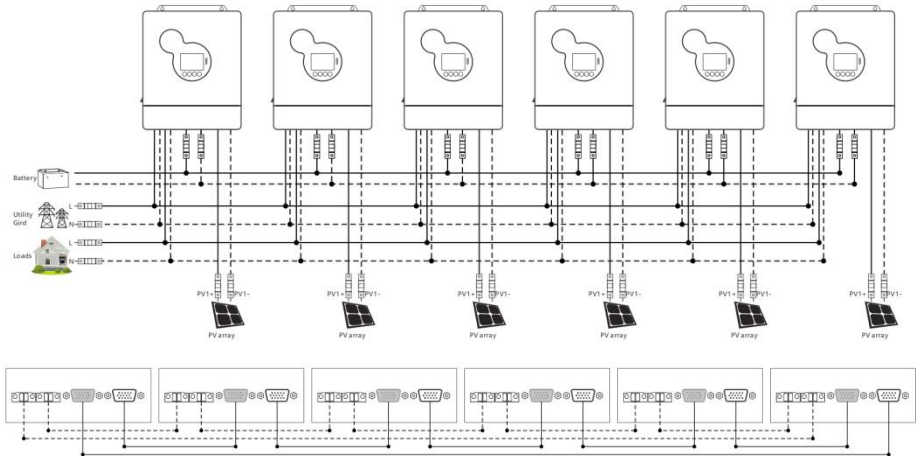 Battery
Utility
Gird
L
N
Loads
L
N
PV1+ PV1-
PV1+ PV1-
PV1+ PV1-
PV1+ PV1-
PV1+ PV1-
PV1+ PV1-
PV array
PV array
PV array
PV array
PV array
PV array